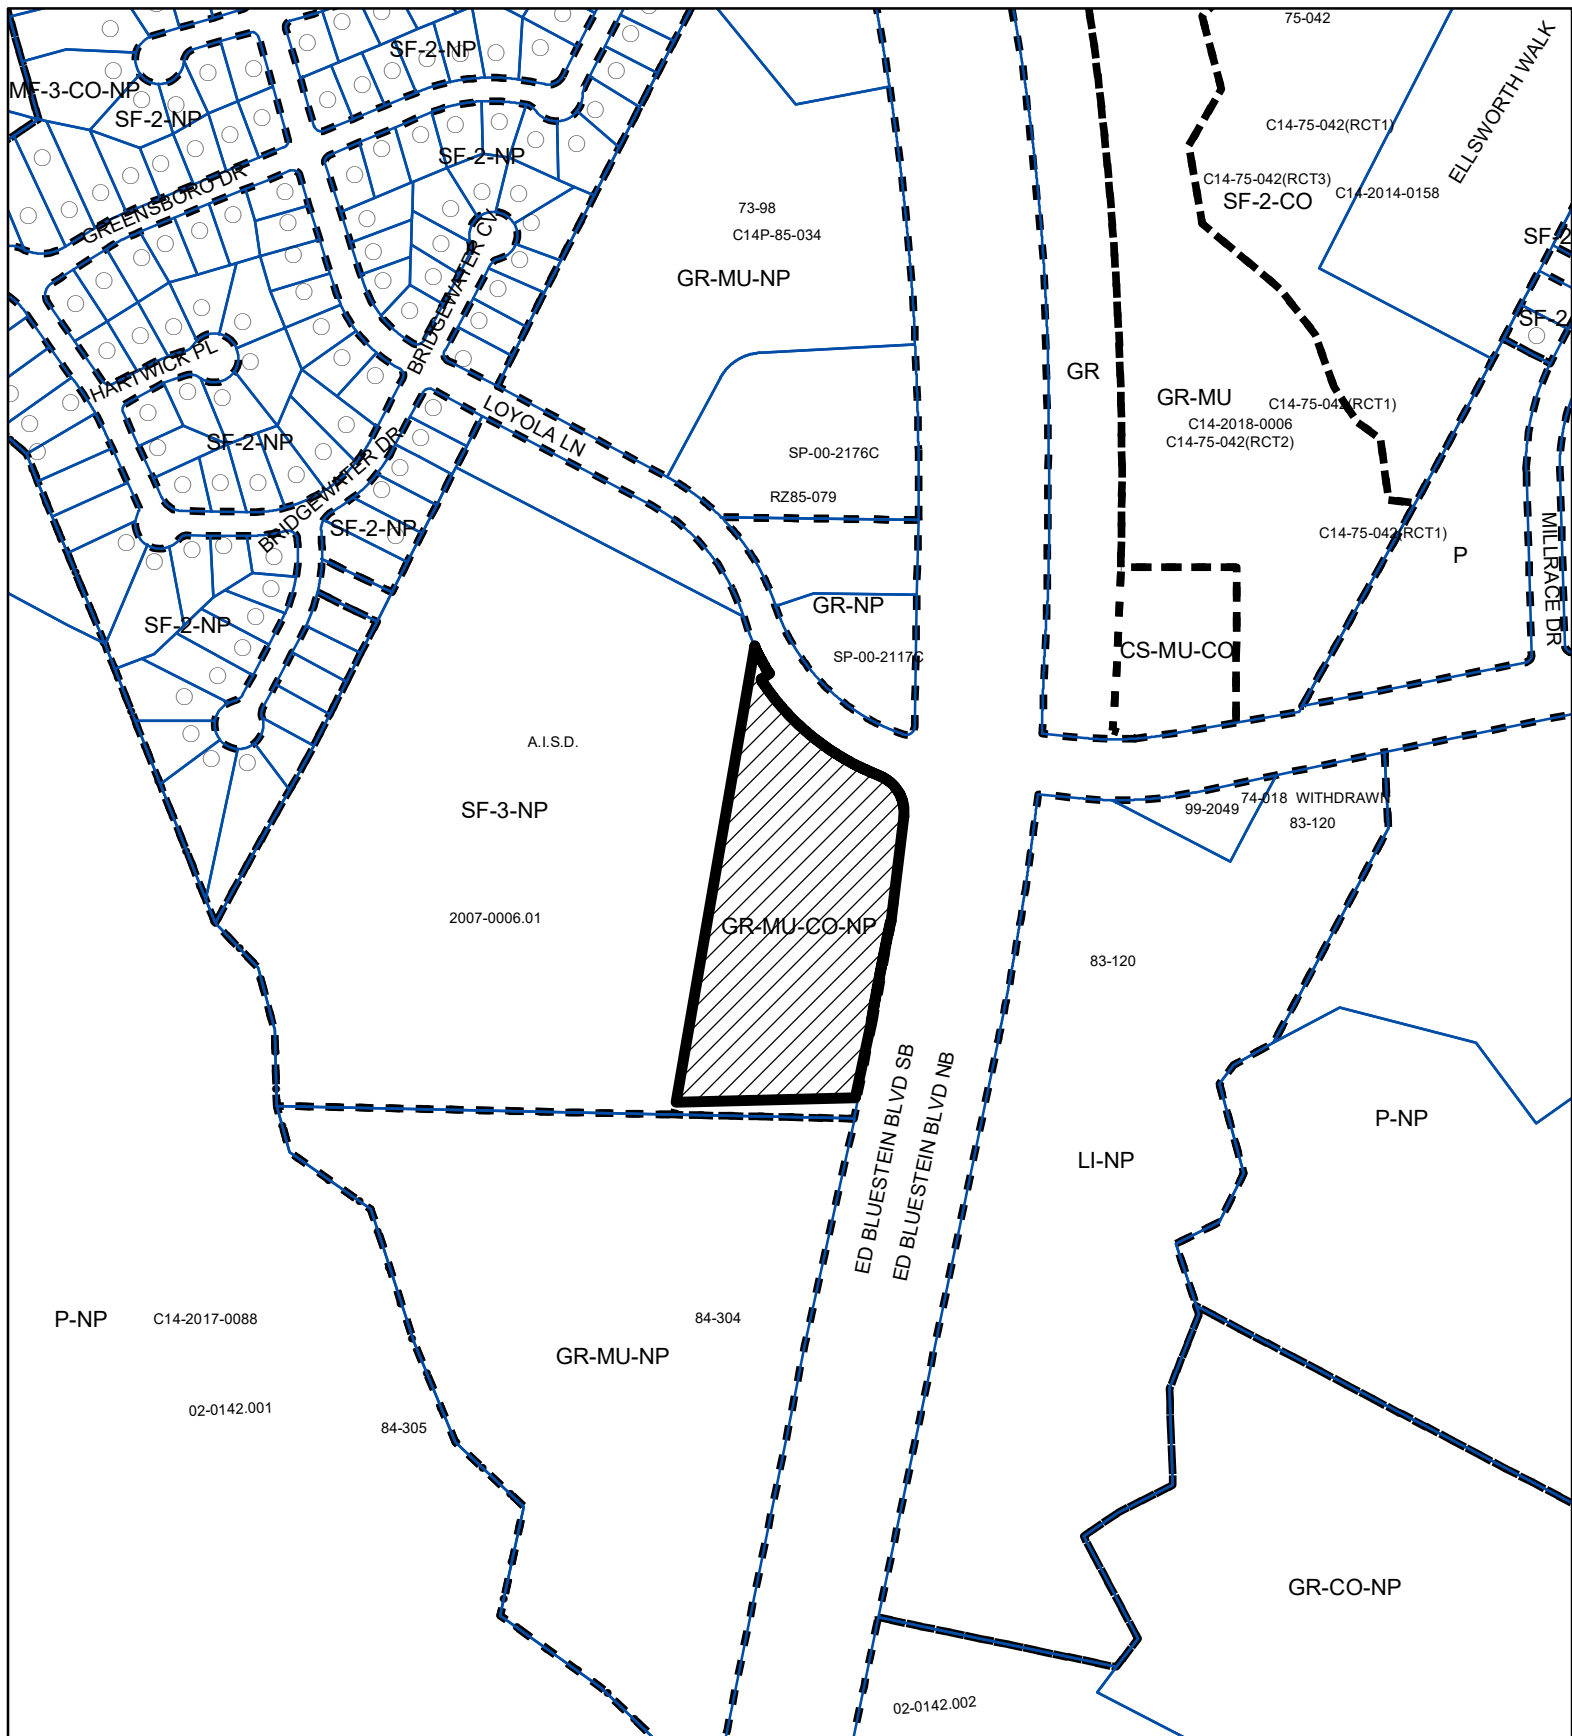 75-042
SF-2-NP
MF-3-CO-NP
SF-2-NP
ELLSWORTH WALK
C14-75-042(RCT1)
SF-2-NP
C14-75-042(RCT3)
SF-2-CO
C14-2014-0158
GREENSBORO DR
73-98
C14P-85-034
SF-2
BRIDGEWATER CV
GR-MU-NP
SF-2
HARTWICK PL
GR
GR-MU
C14-75-042(RCT1)
LOYOLA LN
C14-2018-0006
C14-75-042(RCT2)
SF-2-NP
BRIDGEWATER DR
SP-00-2176C
RZ85-079
SF-2-NP
C14-75-042(RCT1)
P
MILLRACE DR
GR-NP
SF-2-NP
SP-00-2117C
CS-MU-CO
A.I.S.D.
SF-3-NP
99-2049
74-018 WITHDRAWN
83-120
2007-0006.01
GR-MU-CO-NP
83-120
ED BLUESTEIN BLVD SB
ED BLUESTEIN BLVD NB
P-NP
LI-NP
P-NP
C14-2017-0088
84-304
GR-MU-NP
02-0142.001
84-305
GR-CO-NP
02-0142.002